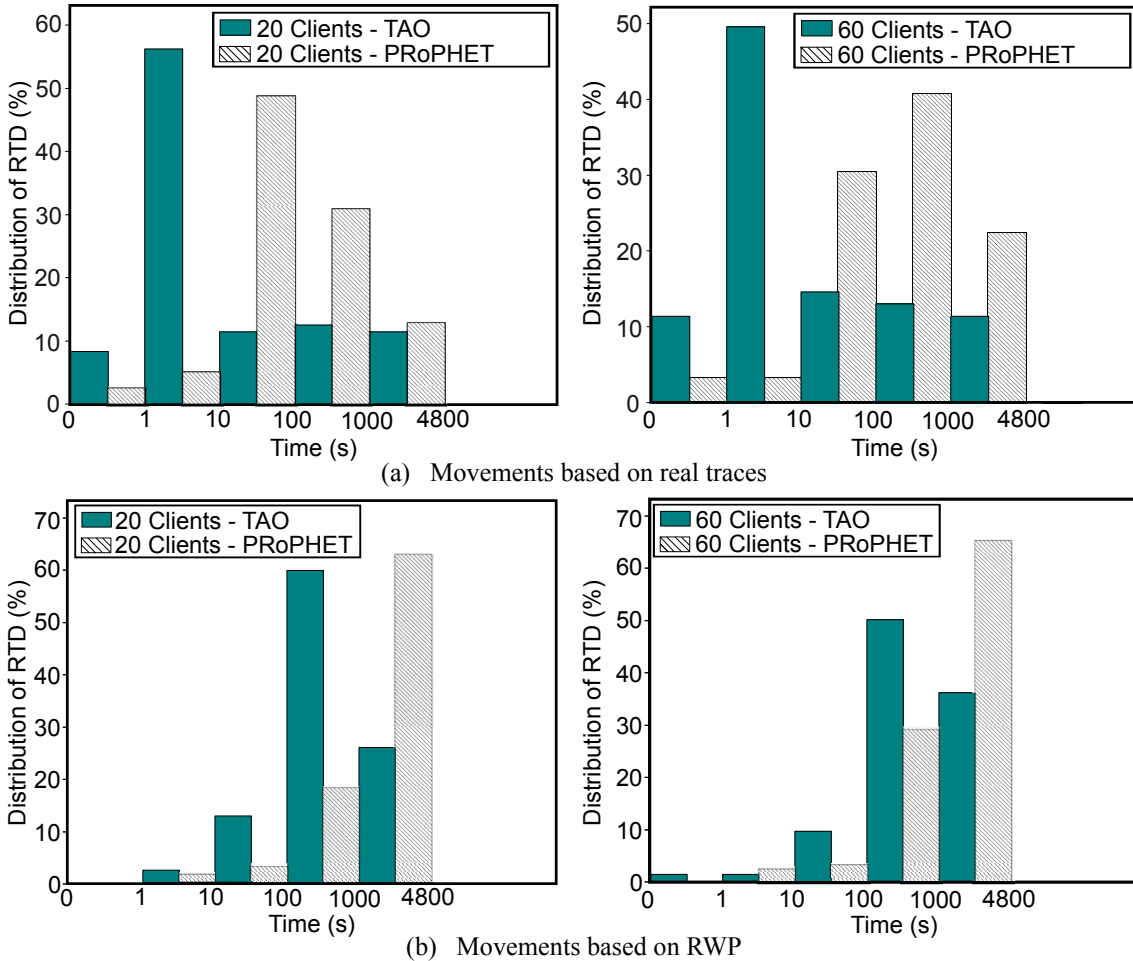 20 Clients - TAO
20 Clients - PRoPHET
Distribution of RTD (%)
60
50
40
30
20
10
0
0 1 10 100 1000 4800
Time (s)
60 Clients - TAO
60 Clients - PRoPHET
Distribution of RTD (%)
50
40
30
20
10
0
0 1 10 100 1000 4800
Time (s)
(a) Movements based on real traces
20 Clients - TAO
20 Clients - PRoPHET
Distribution of RTD (%)
70
60
50
40
30
20
10
0
0 1 10 100 1000 4800
Time (s)
60 Clients - TAO
60 Clients - PRoPHET
Distribution of RTD (%)
70
60
50
40
30
20
10
0
0 1 10 100 1000 4800
Time (s)
(b) Movements based on RWP